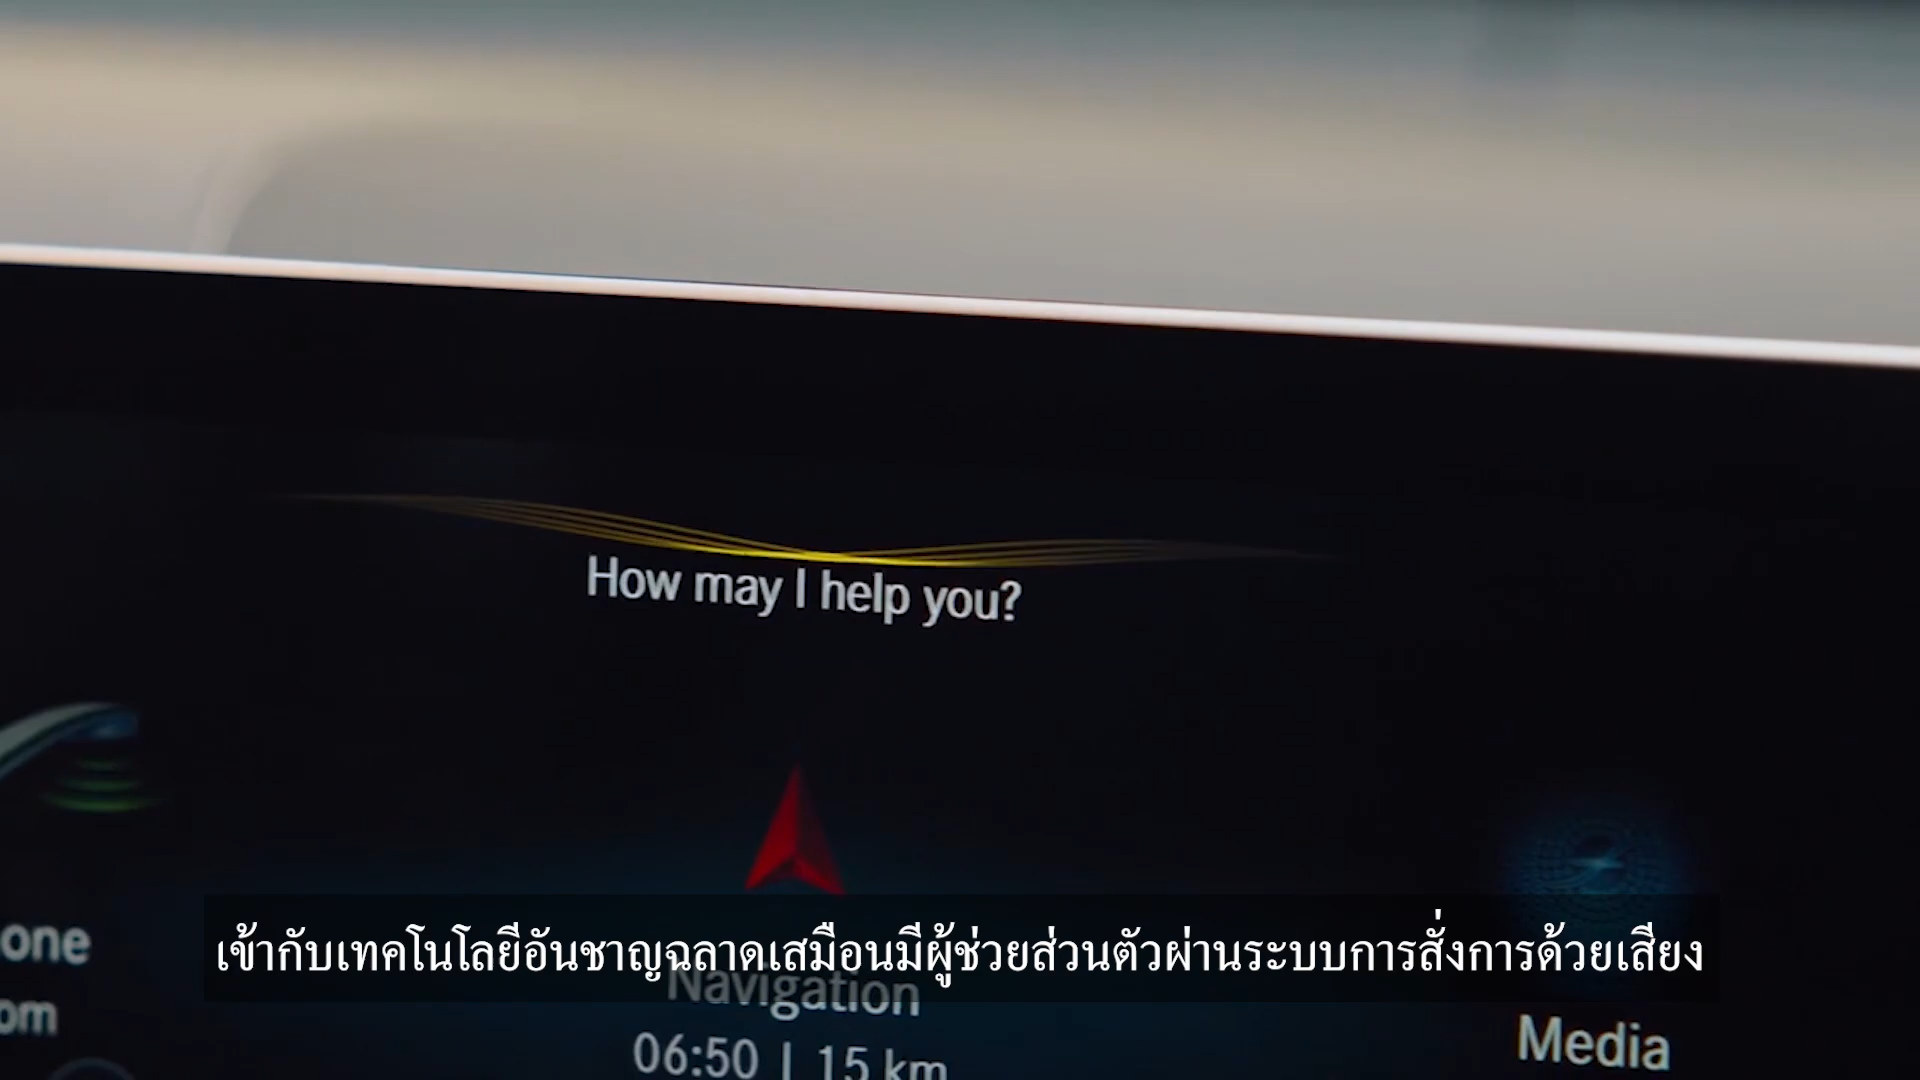 How may I help you?
เข้ากับเทคโนโลยีอันชาญฉลาดเสมือนมีผู้ช่วยส่วนตัวผ่านระบบการสั่งการด้วยเสียง
Navigation
06:50 | 15 km
Media